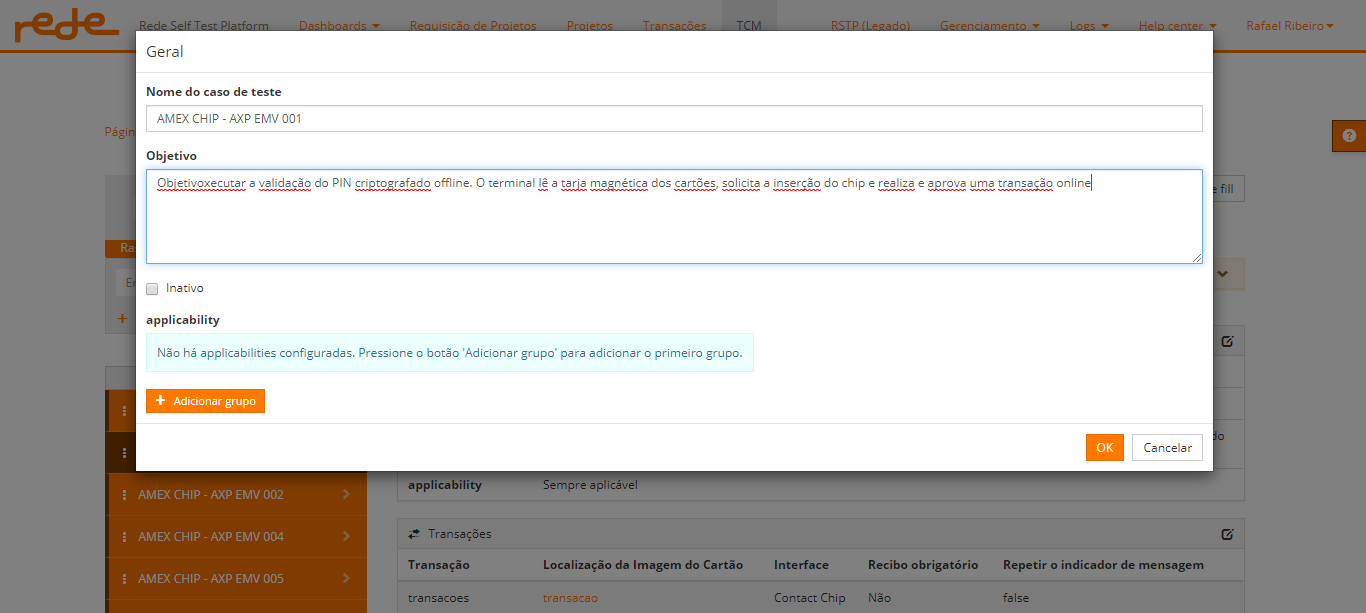 rede
Rede Self Test Platform
Dashboards
Requisição de Projetos
Projetos
Transações
TCM
RSTP (Legado)
Gerenciamento
Logs
Help center
Rafael Ribeiro
Geral
Nome do caso de teste
AMEX CHIP - AXP EMV 001
Objetivo
Objetivoxecutar a validação do PIN criptografado offline. O terminal lê a tarja magnética dos cartões, solicita a inserção do chip e realiza e aprova uma transação online
Inativo
applicability
Não há applicabilities configuradas. Pressione o botão 'Adicionar grupo' para adicionar o primeiro grupo.
+ Adicionar grupo
OK
Cancelar
fill
applicability
Sempre aplicável
AMEX CHIP - AXP EMV 002
AMEX CHIP - AXP EMV 004
AMEX CHIP - AXP EMV 005
Transações
Transação Localização da Imagem do Cartão Interface Recibo obrigatório Repetir o indicador de mensagem
transacoes transacao Contact Chip Não false